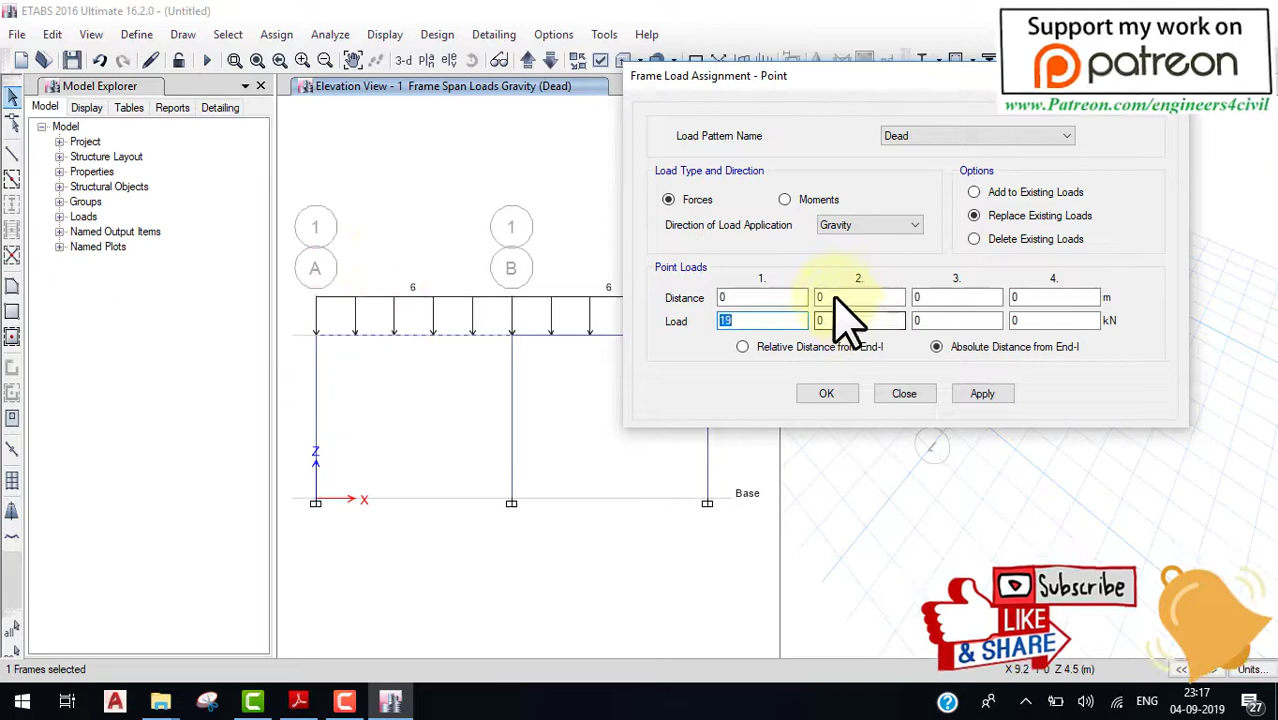 ETABS 2016 Ultimate 16.2.0 - (Untitled)
File Edit View Define Draw Select Assign Analyze Display Design Detailing Options Tools Help
3-d
Model Explorer
Model Display Tables Reports Detailing
Model
Project
Structure Layout
Properties
Structural Objects
Groups
Loads
Named Output Items
Named Plots
Elevation View - 1 Frame Span Loads Gravity (Dead)
1 1
A B
6 6
Z
X
Base
Frame Load Assignment - Point
Load Pattern Name Dead
Load Type and Direction
Forces Moments
Direction of Load Application Gravity
Options
Add to Existing Loads
Replace Existing Loads
Delete Existing Loads
Point Loads
1. 2. 3. 4.
Distance 0 0 0 0 m
Load 19 0 0 0 kN
Relative Distance from End-I Absolute Distance from End-I
OK Close Apply
Support my work on
patreon
www.Patreon.com/engineers4civil
Subscribe
LIKE
& SHARE
1 Frames selected
X 9.2 Y 0 Z 4.5 (m)
Units...
ENG
23:17
04-09-2019
27